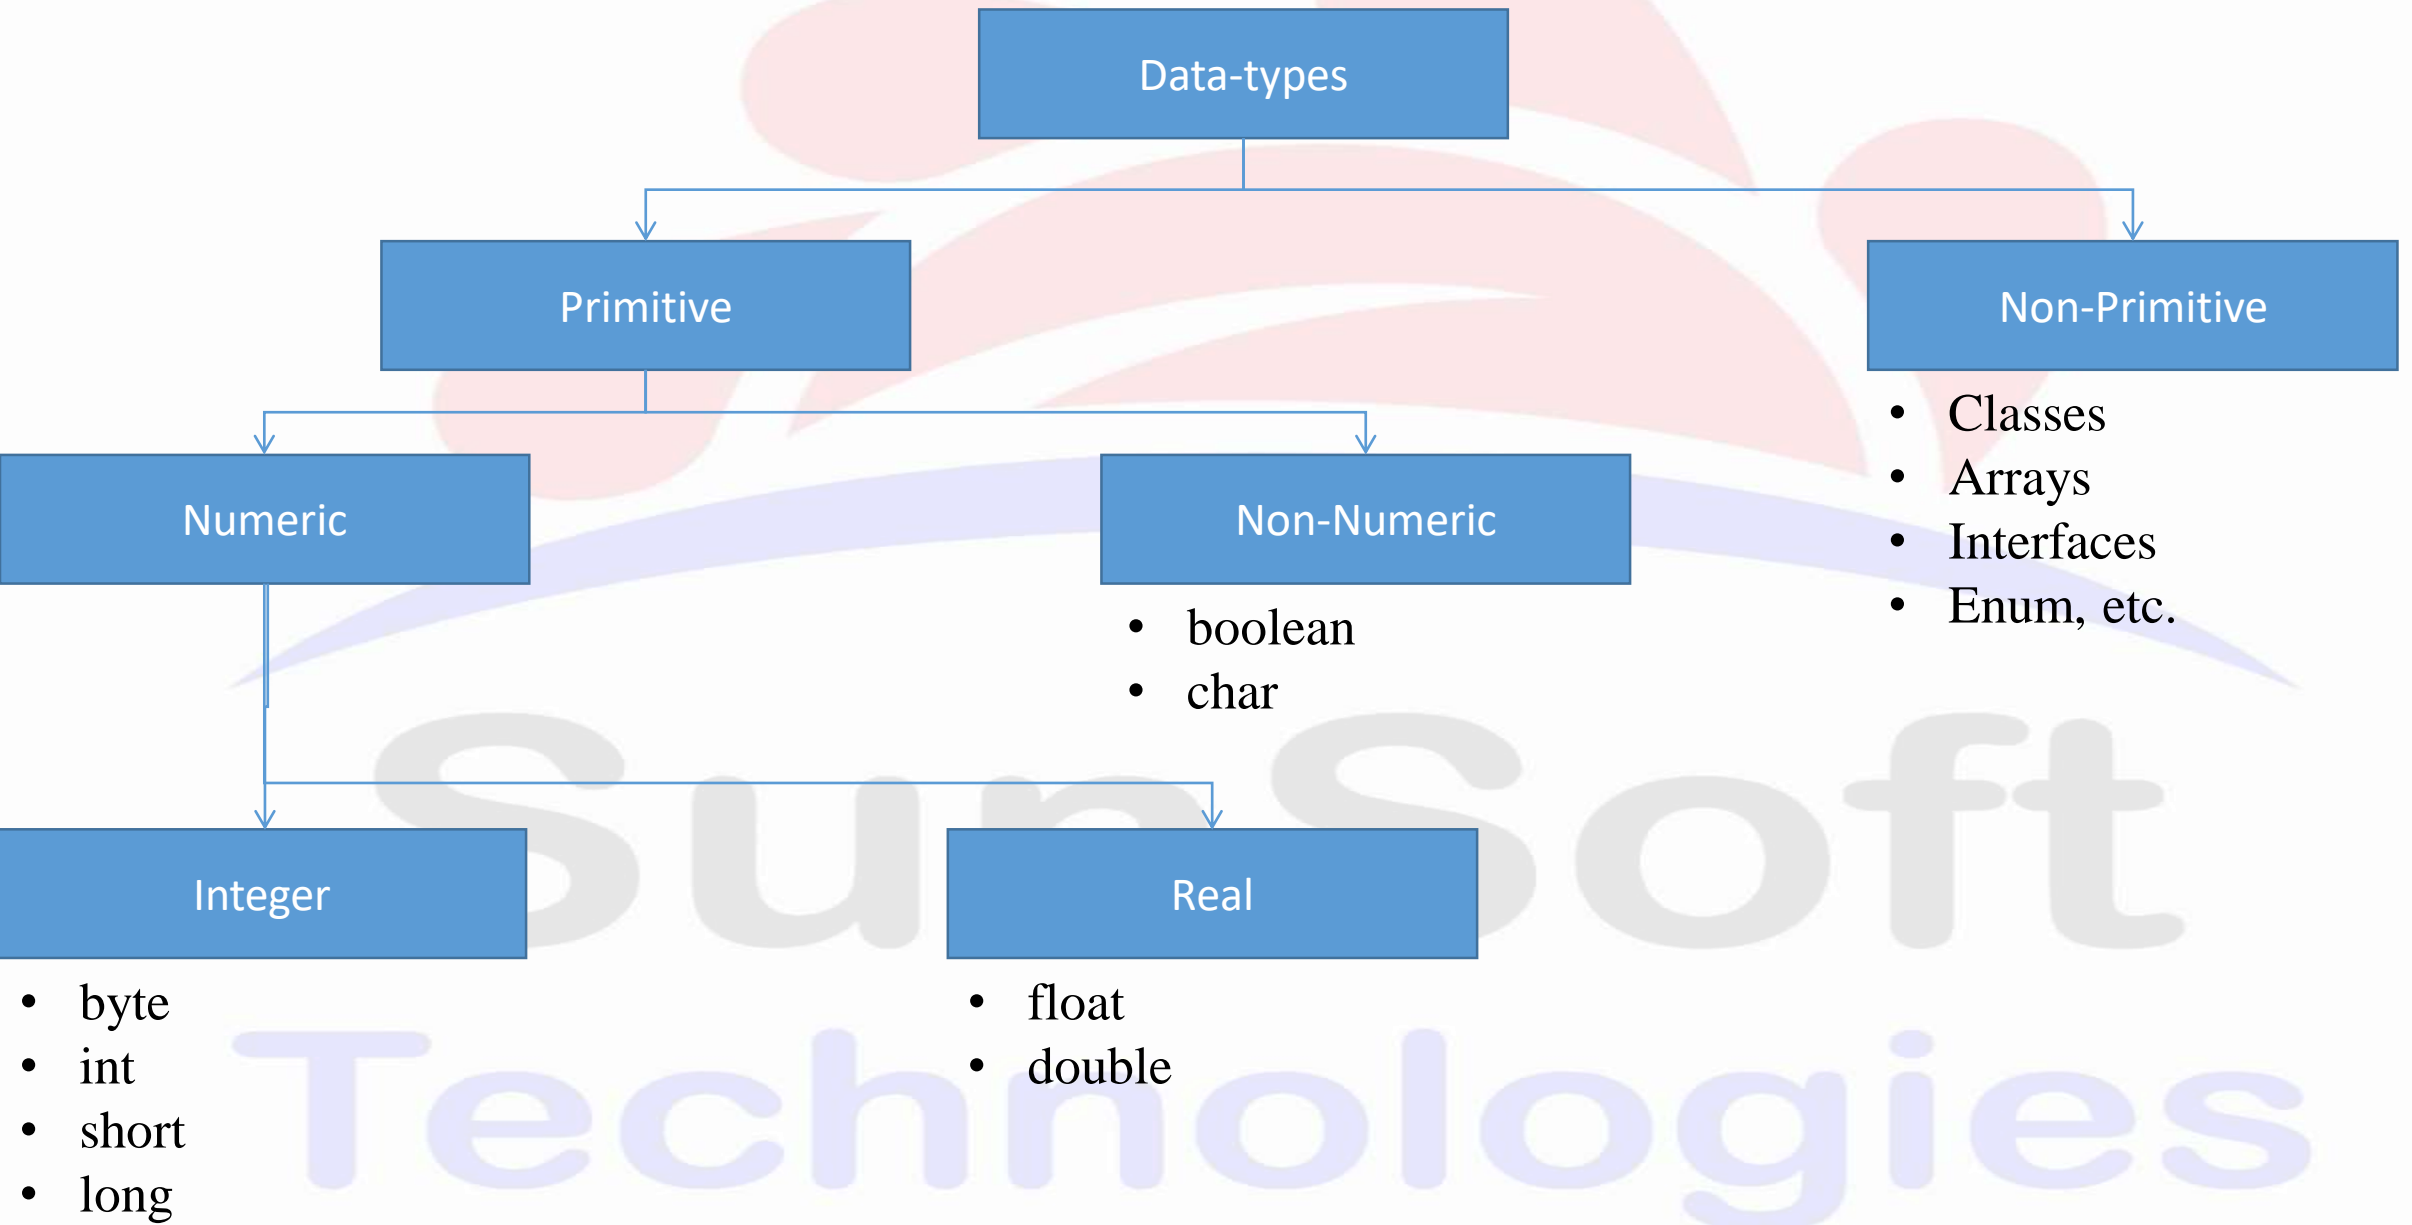 Data-types
Primitive
Non-Primitive
• Classes
• Arrays
• Interfaces
• Enum, etc.
Numeric
Non-Numeric
• boolean
• char
Integer
Real
• byte
• int
• short
• long
• float
• double
SunSoft
Technologies